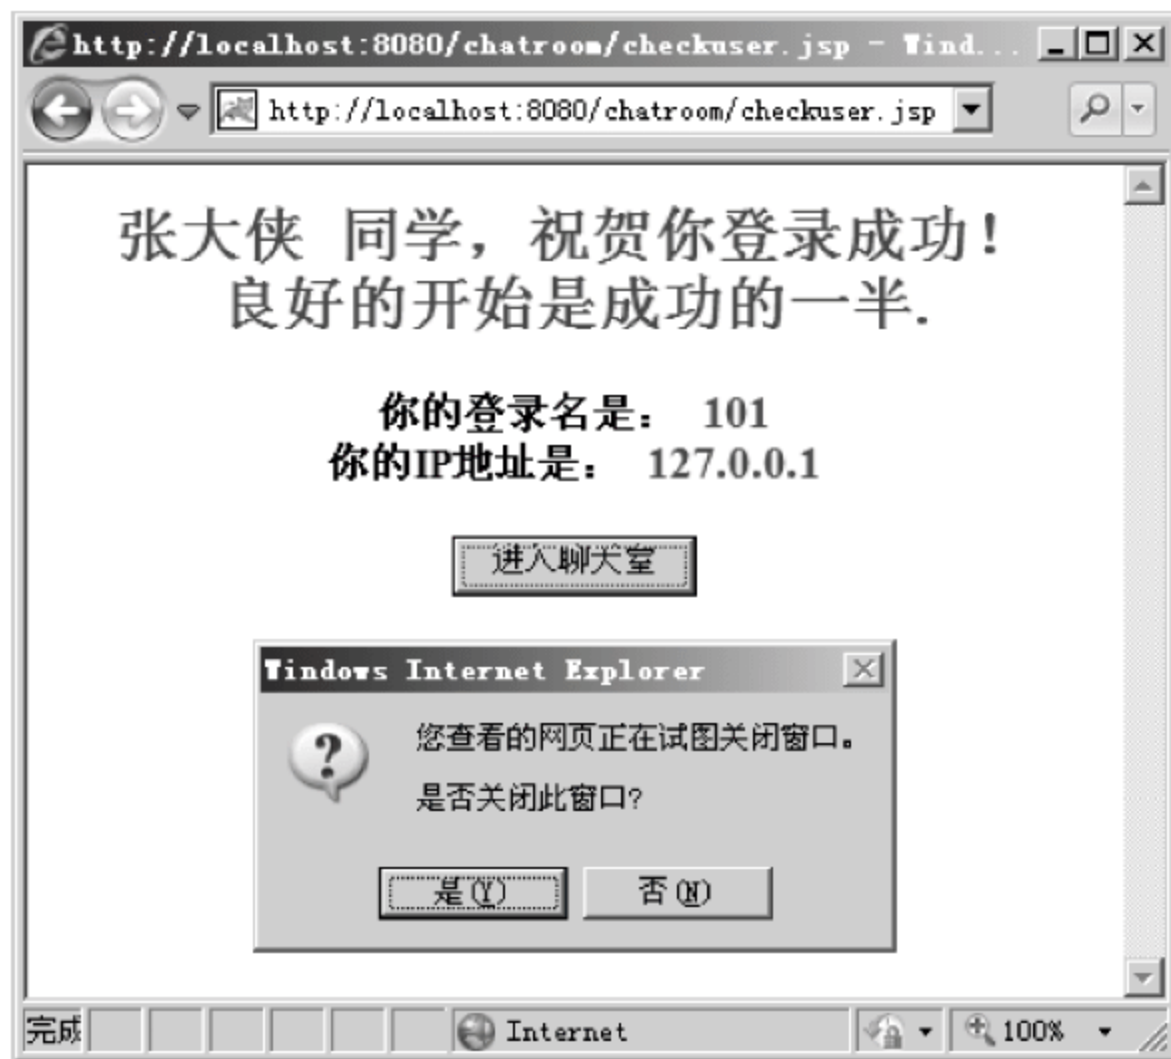 http://localhost:8080/chatroom/checkuser.jsp - Wind...
http://localhost:8080/chatroom/checkuser.jsp
张大侠 同学，祝贺你登录成功！
良好的开始是成功的一半.
你的登录名是： 101
你的IP地址是： 127.0.0.1
进入聊天室
Windows Internet Explorer
您查看的网页正在试图关闭窗口。
是否关闭此窗口?
是(Y) 否(N)
完成 Internet 100%